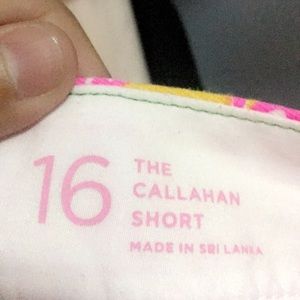 16
THE
CALLAHAN
SHORT
MADE IN SRI LANKA